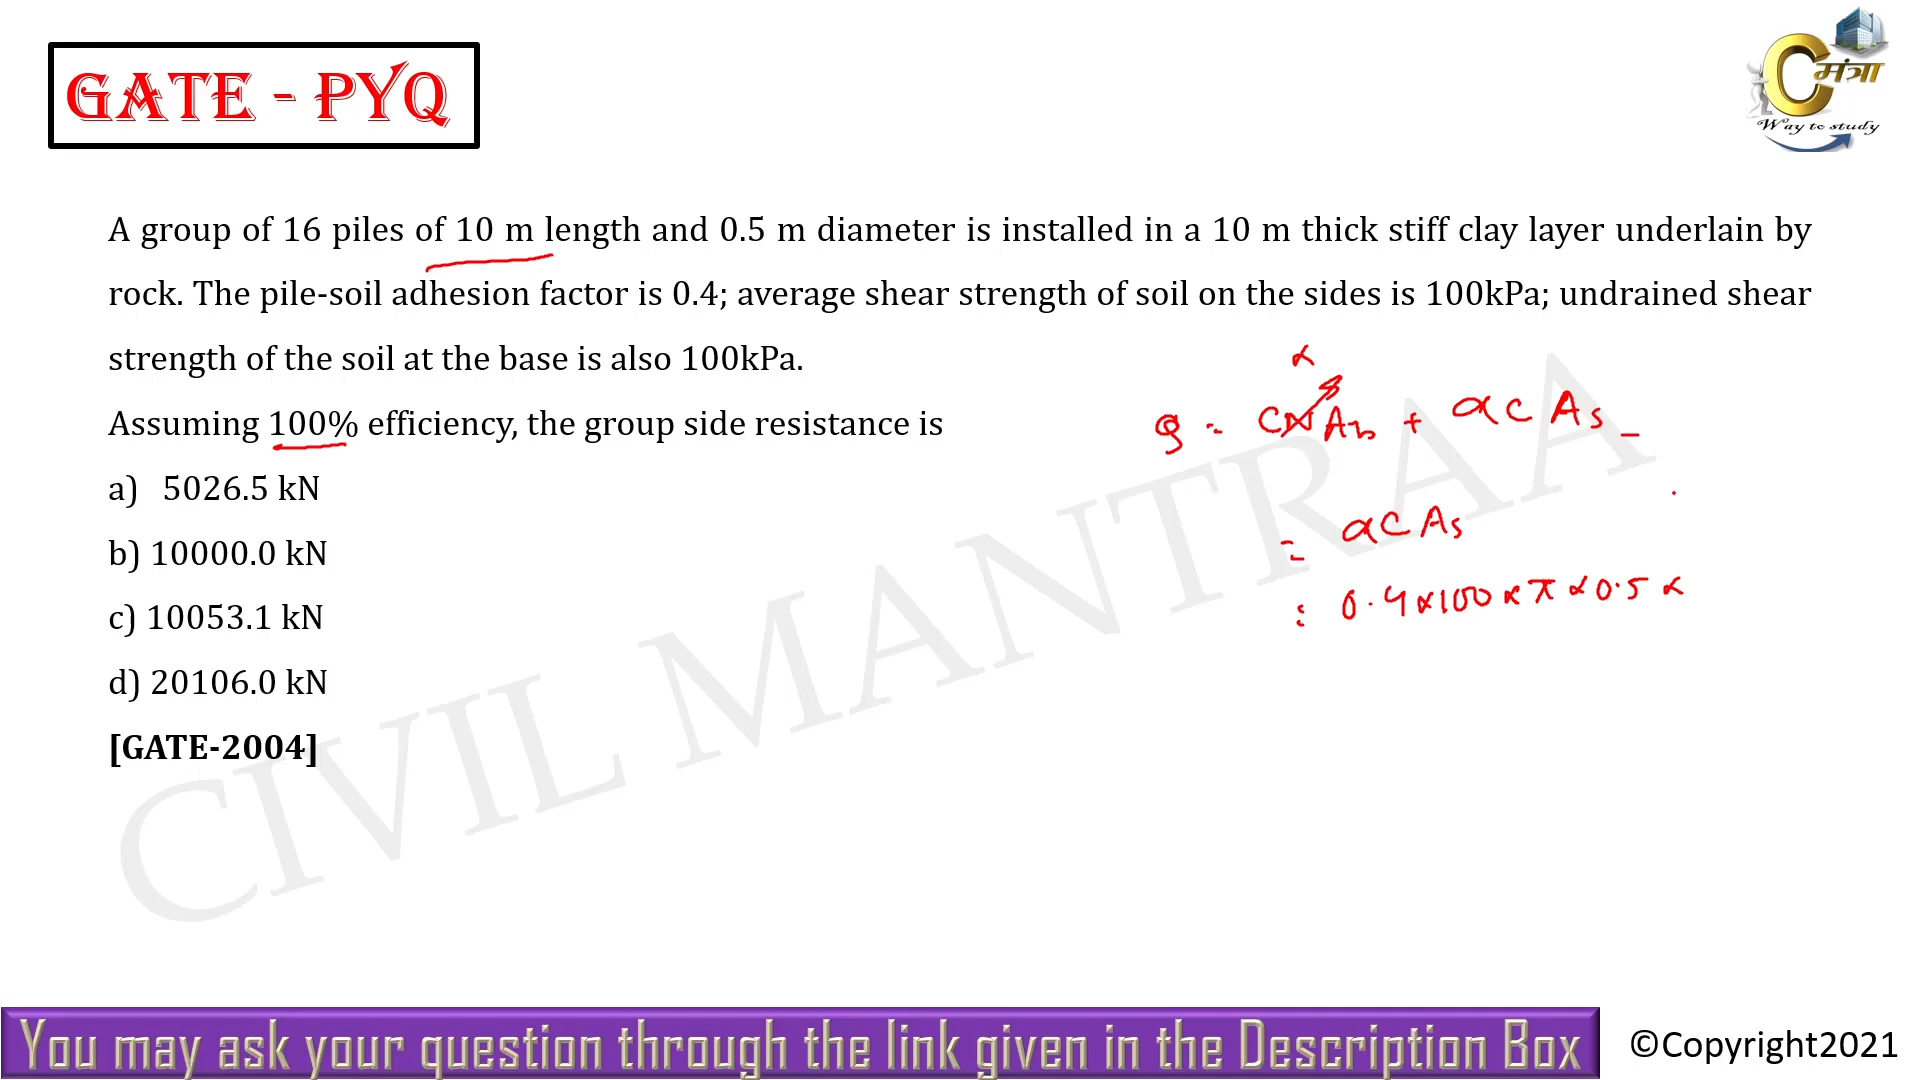 GATE - PYQ
C मंत्रा
Way to study
A group of 16 piles of 10 m length and 0.5 m diameter is installed in a 10 m thick stiff clay layer underlain by
rock. The pile-soil adhesion factor is 0.4; average shear strength of soil on the sides is 100kPa; undrained shear
strength of the soil at the base is also 100kPa.
Assuming 100% efficiency, the group side resistance is
a) 5026.5 kN
b) 10000.0 kN
c) 10053.1 kN
d) 20106.0 kN
[GATE-2004]
α
Q = CNAb + αCAs -
= αCAs
= 0.4×100×π×0.5×
CIVIL MANTRAA
You may ask your question through the link given in the Description Box
©Copyright2021